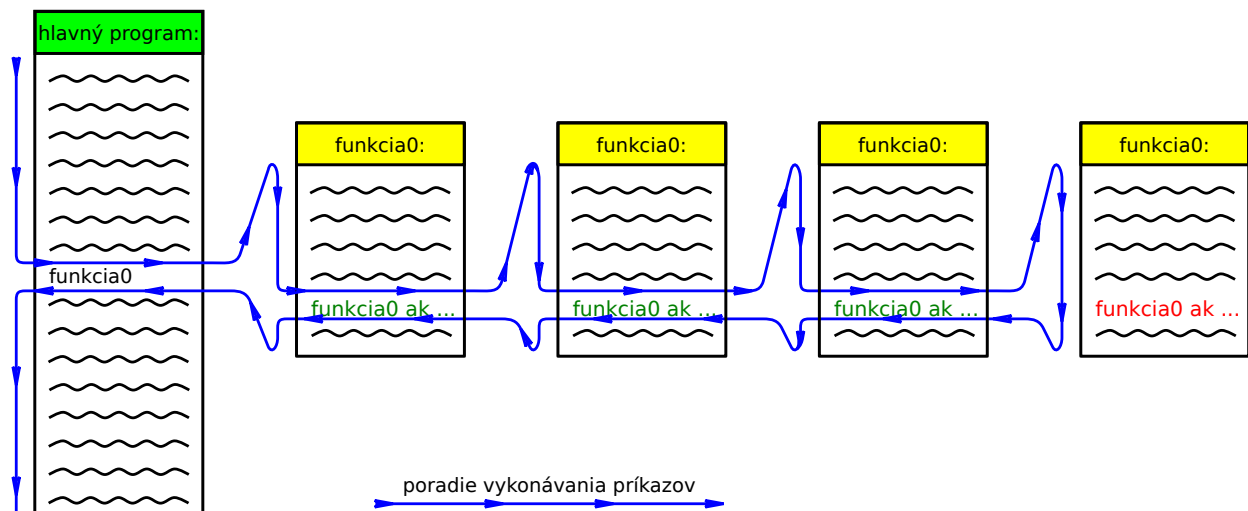 hlavný program:
funkcia0
funkcia0:
funkcia0 ak ...
funkcia0:
funkcia0 ak ...
funkcia0:
funkcia0 ak ...
funkcia0:
funkcia0 ak ...
poradie vykonávania príkazov